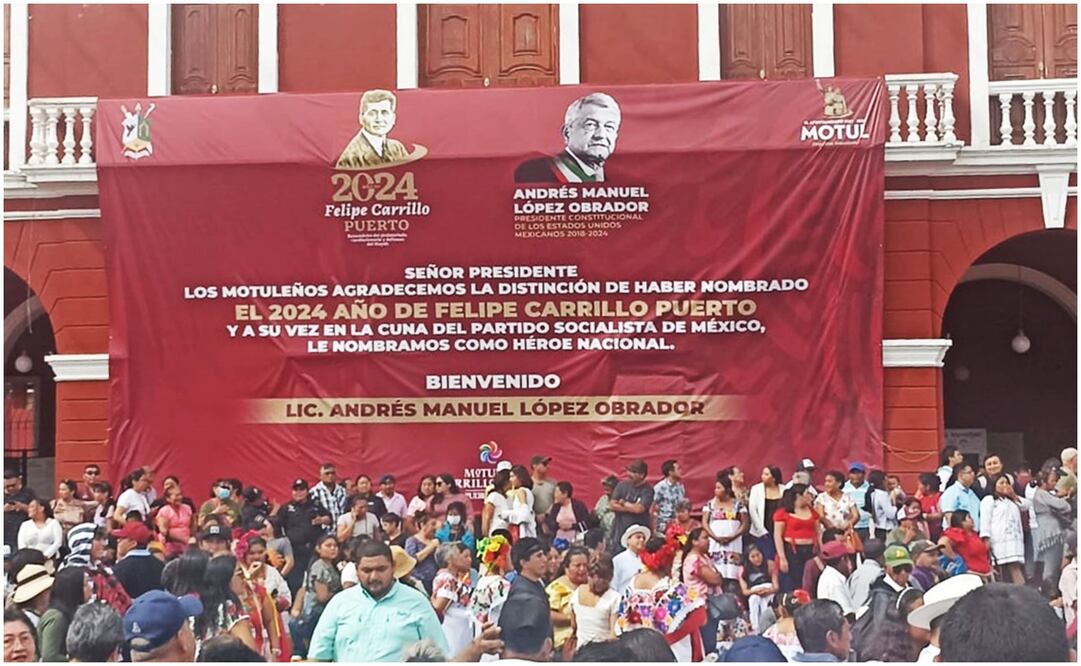 2024
Felipe Carrillo
PUERTO
ANDRÉS MANUEL
LÓPEZ OBRADOR
PRESIDENTE CONSTITUCIONAL
DE LOS ESTADOS UNIDOS
MEXICANOS 2018-2024
MOTUL
SEÑOR PRESIDENTE
LOS MOTULEÑOS AGRADECEMOS LA DISTINCIÓN DE HABER NOMBRADO
EL 2024 AÑO DE FELIPE CARRILLO PUERTO
Y A SU VEZ EN LA CUNA DEL PARTIDO SOCIALISTA DE MÉXICO,
LE NOMBRAMOS COMO HÉROE NACIONAL.
BIENVENIDO
LIC. ANDRÉS MANUEL LÓPEZ OBRADOR